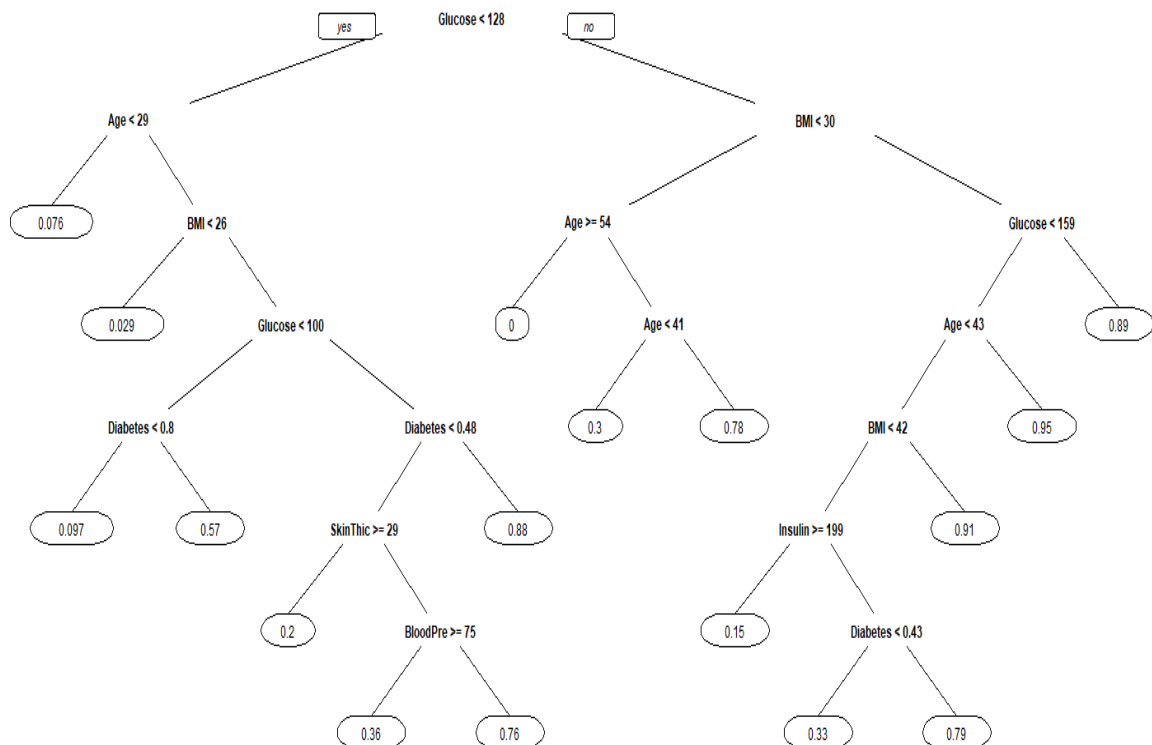 yes
Glucose < 128
no
Age < 29
BMI < 30
0.076
BMI < 26
Age >= 54
Glucose < 159
0.029
Glucose < 100
0
Age < 41
Age < 43
0.89
Diabetes < 0.8
Diabetes < 0.48
0.3
0.78
BMI < 42
0.95
0.097
0.57
SkinThic >= 29
0.88
Insulin >= 199
0.91
0.2
BloodPre >= 75
0.15
Diabetes < 0.43
0.36
0.76
0.33
0.79